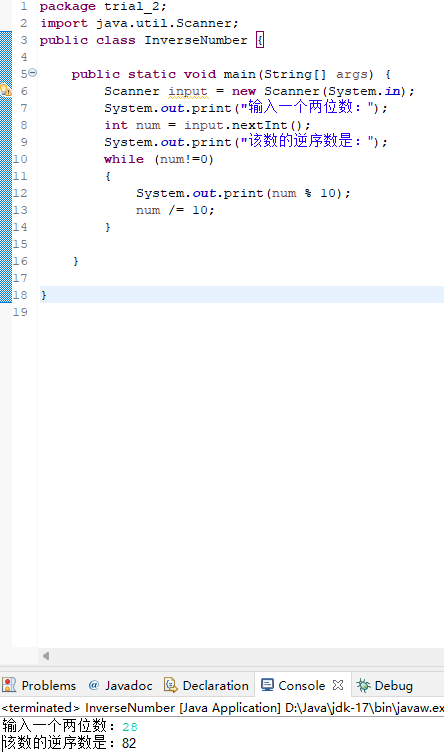 1 package trial_2;
2 import java.util.Scanner;
3 public class InverseNumber {
4
5 public static void main(String[] args) {
6 Scanner input = new Scanner(System.in);
7 System.out.print("输入一个两位数：");
8 int num = input.nextInt();
9 System.out.print("该数的逆序数是：");
10 while (num!=0)
11 {
12 System.out.print(num % 10);
13 num /= 10;
14 }
15
16 }
17
18 }
19
Problems @ Javadoc Declaration Console Debug
<terminated> InverseNumber [Java Application] D:\Java\jdk-17\bin\javaw.ex
输入一个两位数：28
该数的逆序数是：82